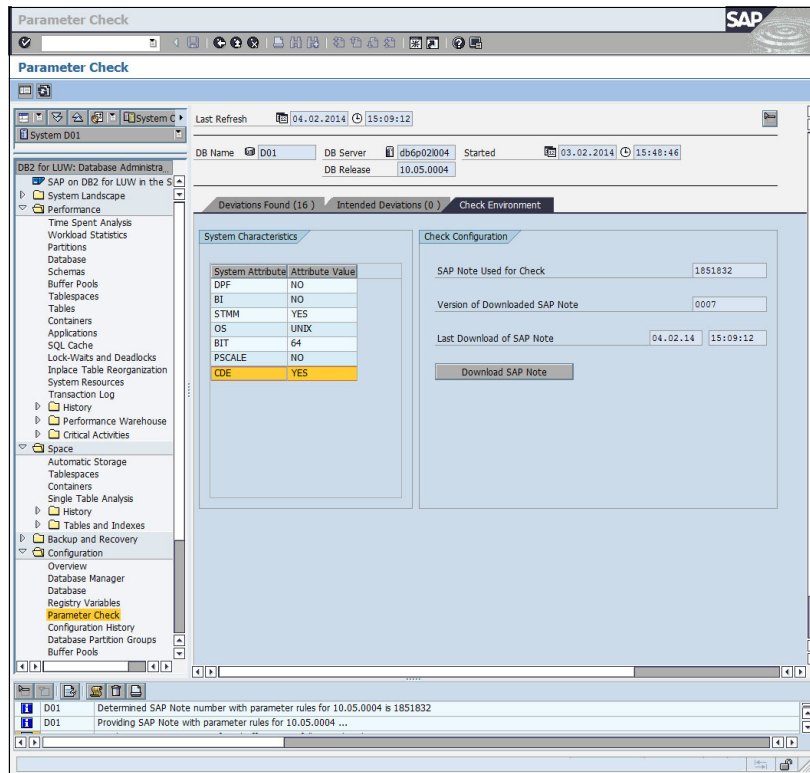 Parameter Check
SAP
Parameter Check
System C
System D01
Last Refresh 04.02.2014 15:09:12
DB Name D01 DB Server db6p02l004 Started 03.02.2014 15:48:46
DB Release 10.05.0004
DB2 for LUW: Database Administra
SAP on DB2 for LUW in the S
System Landscape
Performance
Time Spent Analysis
Workload Statistics
Partitions
Database
Schemas
Buffer Pools
Tablespaces
Tables
Containers
Applications
SQL Cache
Lock-Waits and Deadlocks
Inplace Table Reorganization
System Resources
Transaction Log
History
Performance Warehouse
Critical Activities
Space
Automatic Storage
Tablespaces
Containers
Single Table Analysis
History
Tables and Indexes
Backup and Recovery
Configuration
Overview
Database Manager
Database
Registry Variables
Parameter Check
Configuration History
Database Partition Groups
Buffer Pools
Deviations Found (16 ) Intended Deviations (0 ) Check Environment
System Characteristics
System Attribute Attribute Value
DPF NO
BI NO
STMM YES
OS UNIX
BIT 64
PSCALE NO
CDE YES
Check Configuration
SAP Note Used for Check 1851832
Version of Downloaded SAP Note 0007
Last Download of SAP Note 04.02.14 15:09:12
Download SAP Note
D01 Determined SAP Note number with parameter rules for 10.05.0004 is 1851832
D01 Providing SAP Note with parameter rules for 10.05.0004 ...